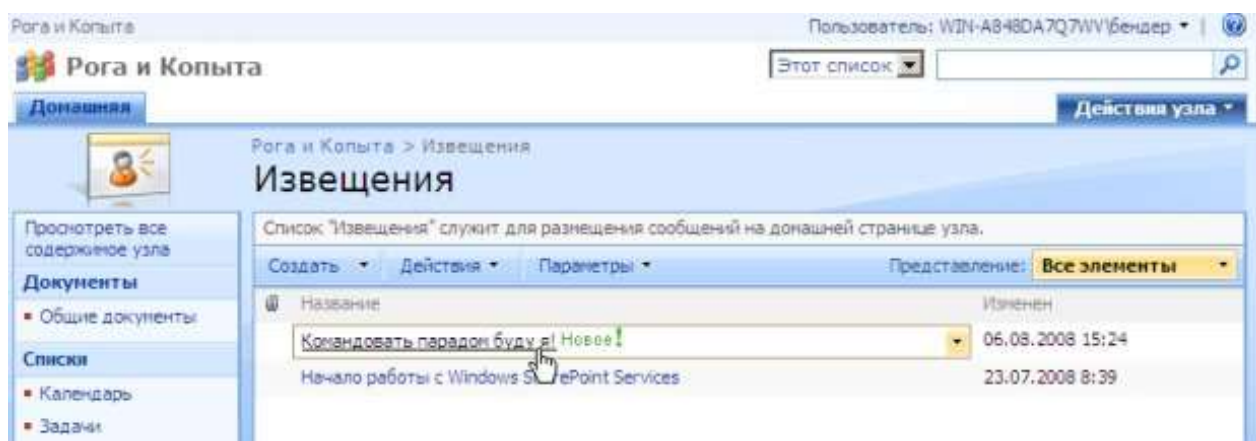 Рога и Копыта
Пользователь: WIN-A848DA7Q7WV\бендер
Рога и Копыта
Этот список
Домашняя
Действия узла
Рога и Копыта > Извещения
Извещения
Просмотреть все
содержимое узла
Документы
Общие документы
Списки
Календарь
Задачи
Список "Извещения" служит для размещения сообщений на домашней странице узла.
Создать Действия Параметры Представление: Все элементы
Название Изменен
Командовать парадом буду я! Новое! 06.08.2008 15:24
Начало работы с Windows SharePoint Services 23.07.2008 8:39